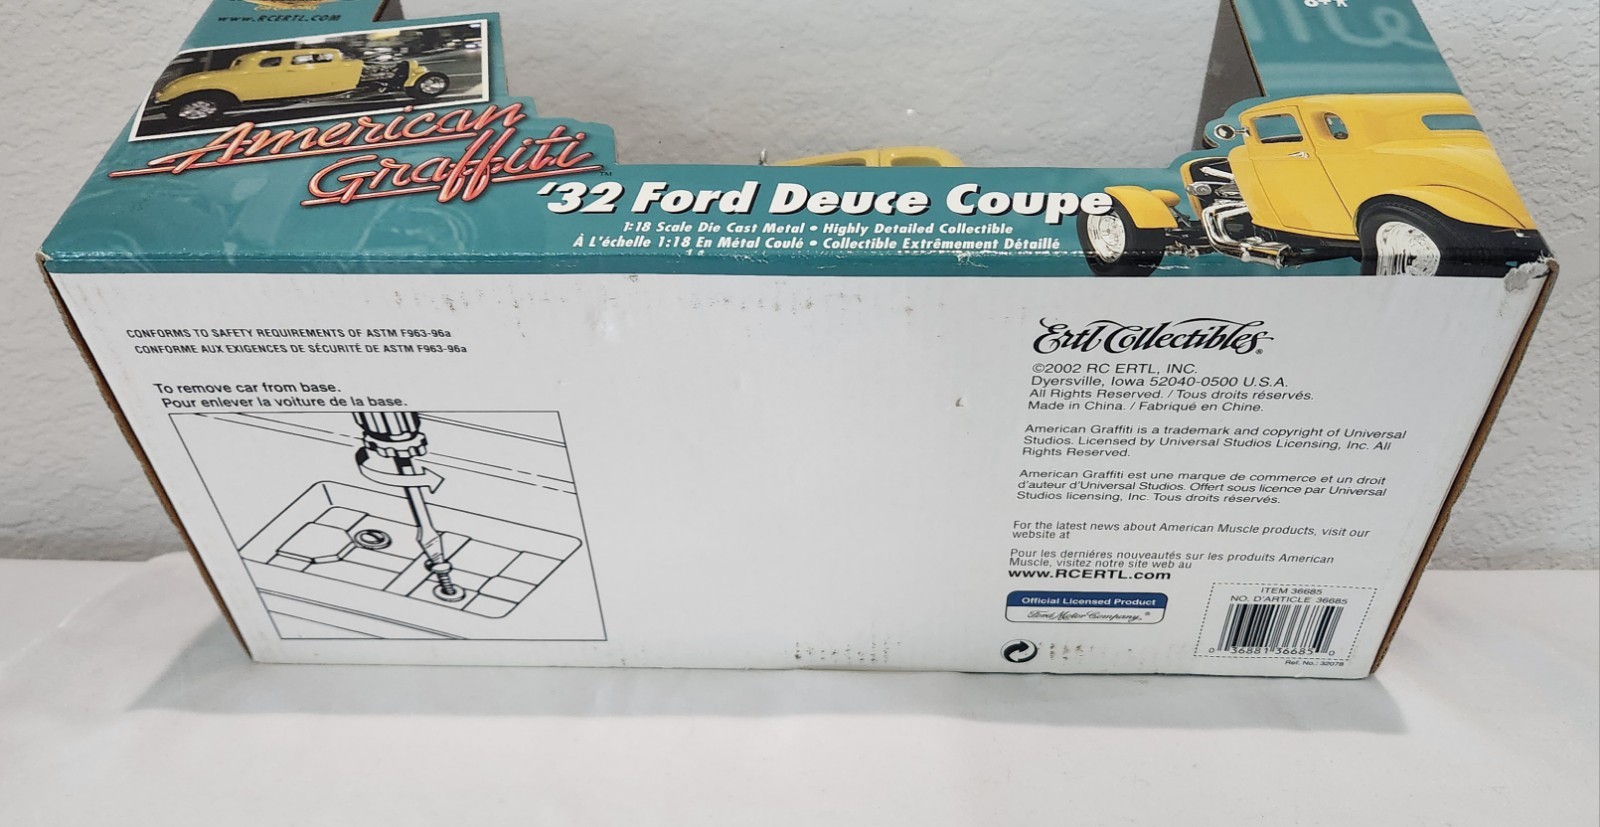 www.RCERTL.COM
American
Graffiti™
'32 Ford Deuce Coupe
1:18 Scale Die Cast Metal • Highly Detailed Collectible
À L'échelle 1:18 En Métal Coulé • Collectible Extrêmement Détaillé
CONFORMS TO SAFETY REQUIREMENTS OF ASTM F963-96a
CONFORME AUX EXIGENCES DE SÉCURITÉ DE ASTM F963-96a
To remove car from base.
Pour enlever la voiture de la base.
Ertl Collectibles®
©2002 RC ERTL, INC.
Dyersville, Iowa 52040-0500 U.S.A.
All Rights Reserved. / Tous droits réservés.
Made in China. / Fabriqué en Chine.
American Graffiti is a trademark and copyright of Universal
Studios. Licensed by Universal Studios Licensing, Inc. All
Rights Reserved.
American Graffiti est une marque de commerce et un droit
d'auteur d'Universal Studios. Offert sous licence par Universal
Studios licensing, Inc. Tous droits réservés.
For the latest news about American Muscle products, visit our
website at
Pour les derniéres nouveautés sur les produits American
Muscle, visitez notre site web au
www.RCERTL.com
Official Licensed Product
Ford Motor Company®
ITEM 36685
NO. D'ARTICLE 36685
0 36881 36685 0
Ref. No.: 32078